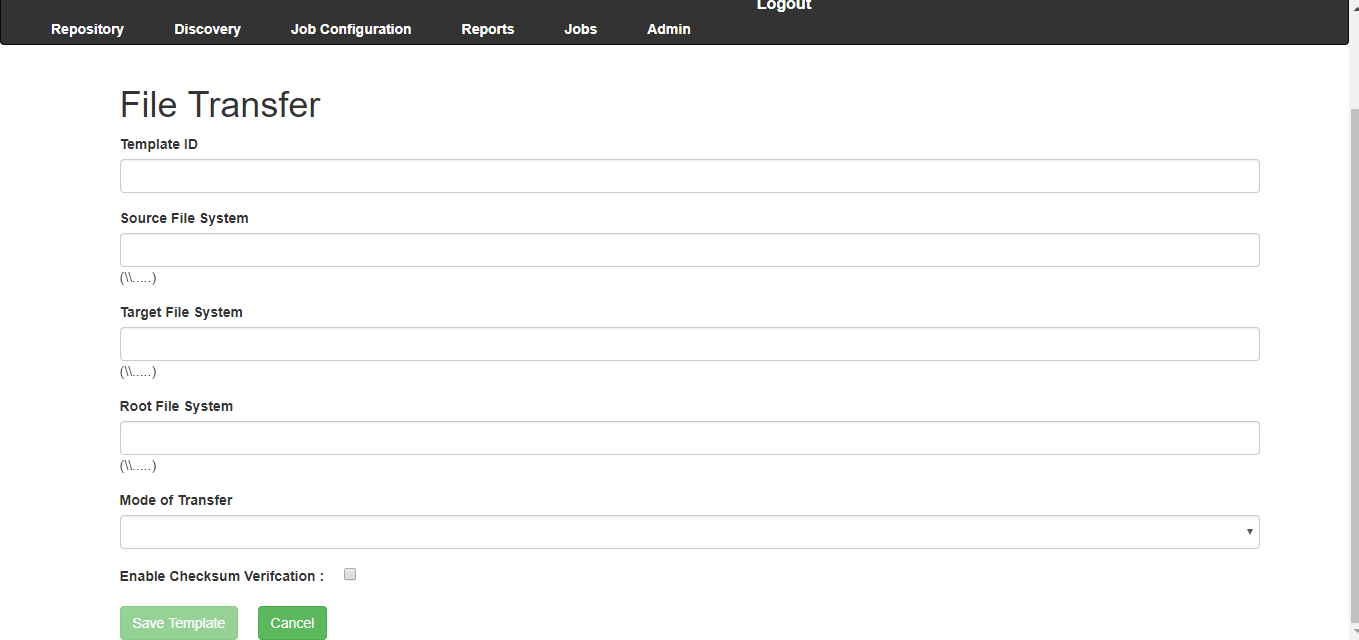 Logout
Repository Discovery Job Configuration Reports Jobs Admin
File Transfer
Template ID
Source File System
(\\.....)
Target File System
(\\.....)
Root File System
(\\.....)
Mode of Transfer
Enable Checksum Verifcation :
Save Template Cancel